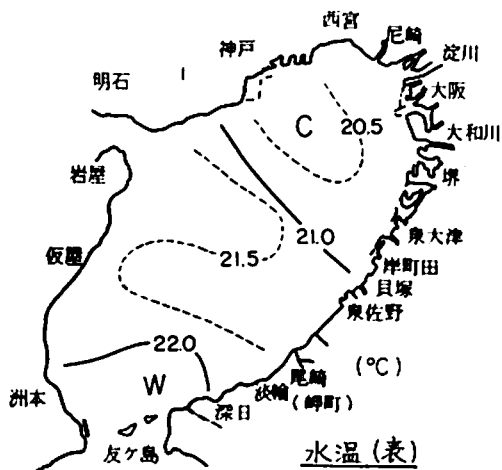 西宮
尼崎
神戸
淀川
明石
大阪
C
20.5
大和川
岩屋
堺
21.0
泉大津
仮屋
21.5
岸町田
貝塚
泉佐野
22.0
(℃)
W
尾崎
淡輪
(岬町)
洲本
深日
友ケ島
水温(表)